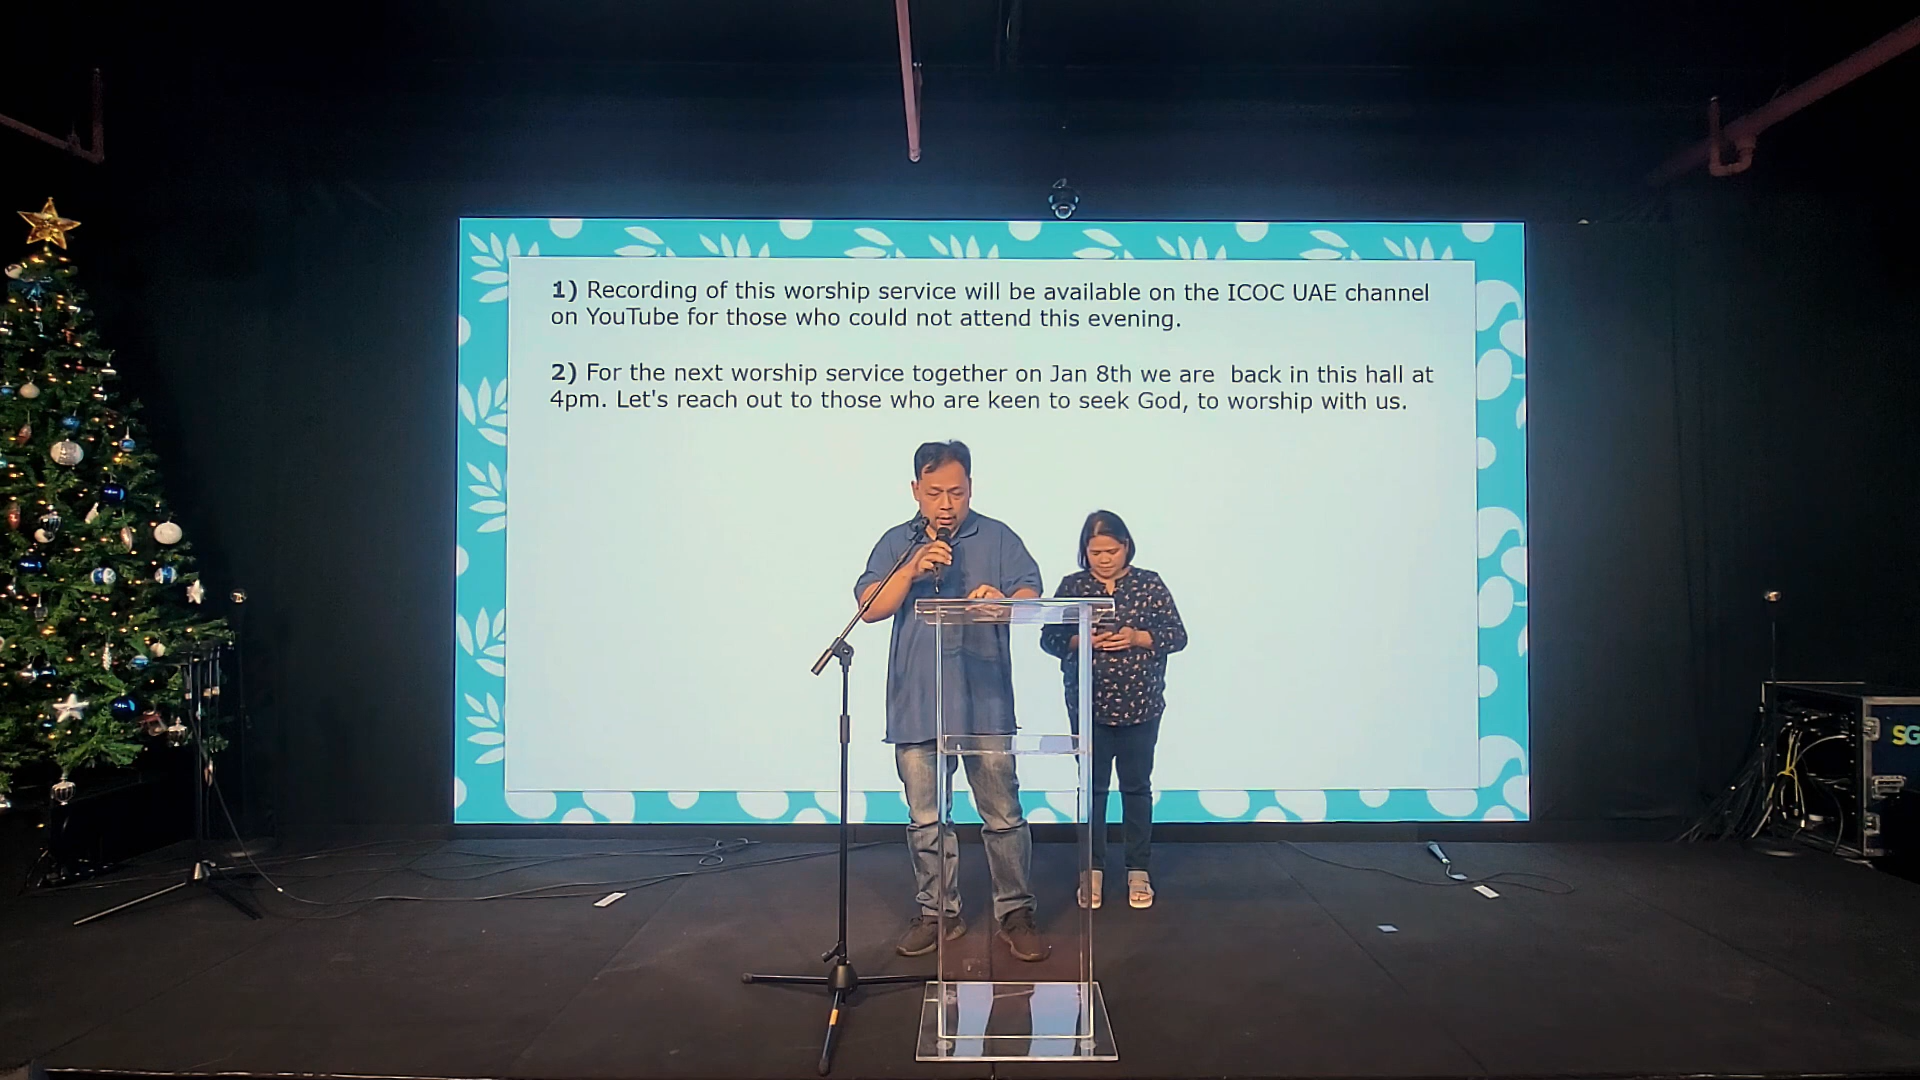 1) Recording of this worship service will be available on the ICOC UAE channel
on YouTube for those who could not attend this evening.
2) For the next worship service together on Jan 8th we are  back in this hall at
4pm. Let's reach out to those who are keen to seek God, to worship with us.
SG